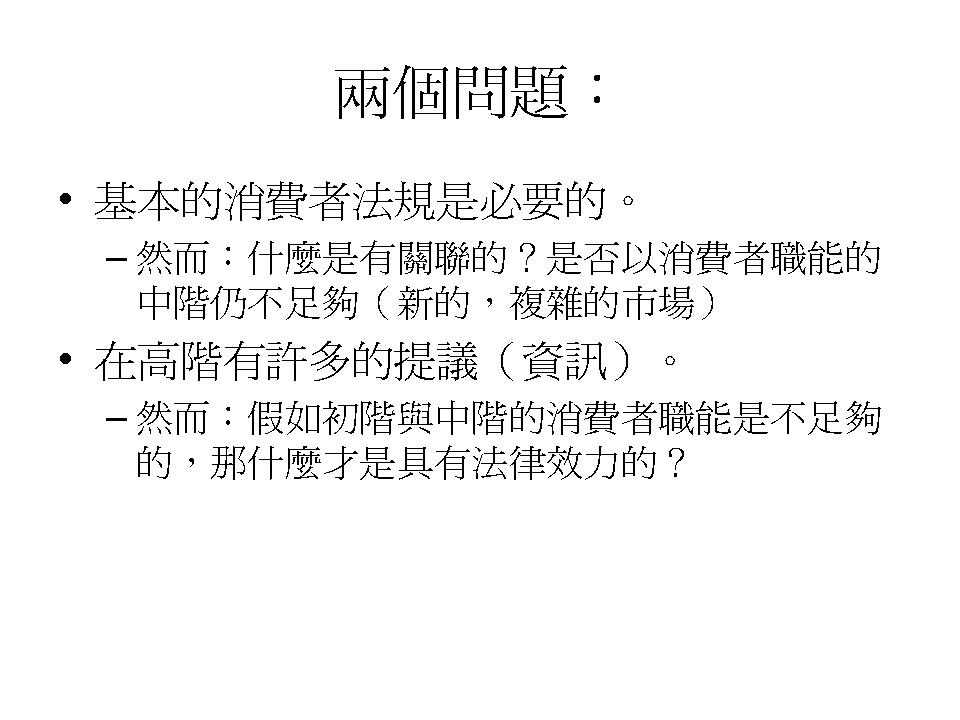 兩個問題：
• 基本的消費者法規是必要的。
– 然而：什麼是有關聯的？是否以消費者職能的
中階仍不足夠（新的，複雜的市場）
• 在高階有許多的提議（資訊）。
– 然而：假如初階與中階的消費者職能是不足夠
的，那什麼才是具有法律效力的？